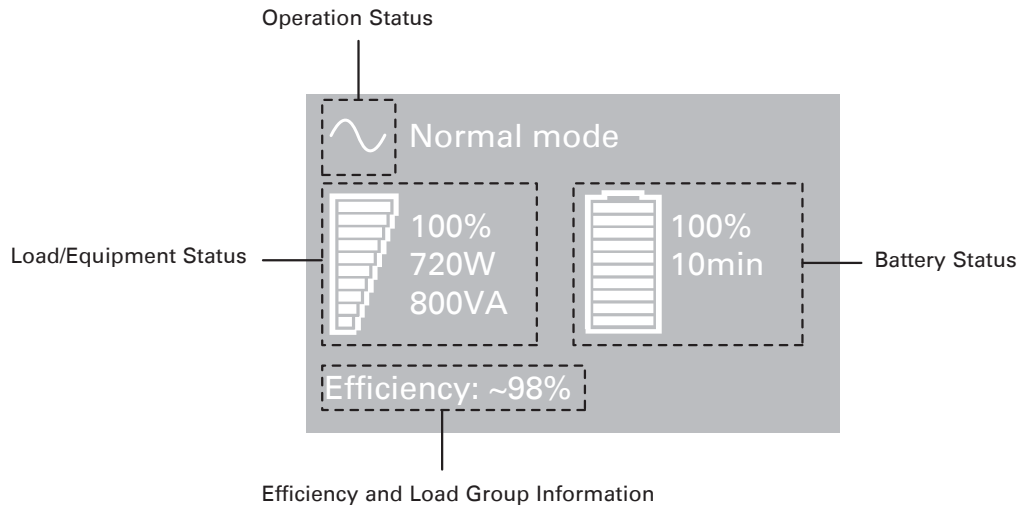 Operation Status
Normal mode
Load/Equipment Status
100%
720W
800VA
100%
10min
Battery Status
Efficiency: ~98%
Efficiency and Load Group Information